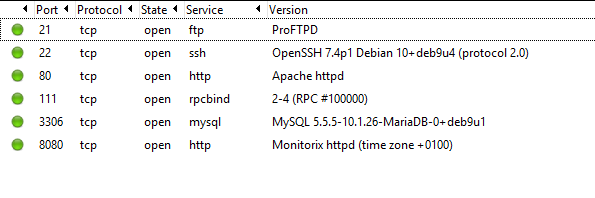 Port Protocol State Service Version
21 tcp open ftp ProFTPD
22 tcp open ssh OpenSSH 7.4p1 Debian 10+deb9u4 (protocol 2.0)
80 tcp open http Apache httpd
111 tcp open rpcbind 2-4 (RPC #100000)
3306 tcp open mysql MySQL 5.5.5-10.1.26-MariaDB-0+deb9u1
8080 tcp open http Monitorix httpd (time zone +0100)